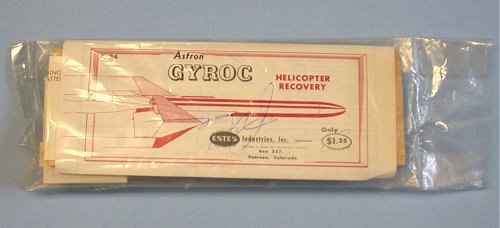 Astron
GYROC
HELICOPTER
RECOVERY
ESTES Industries, Inc.
Box 227,
Penrose, Colorado
Only
$1.25